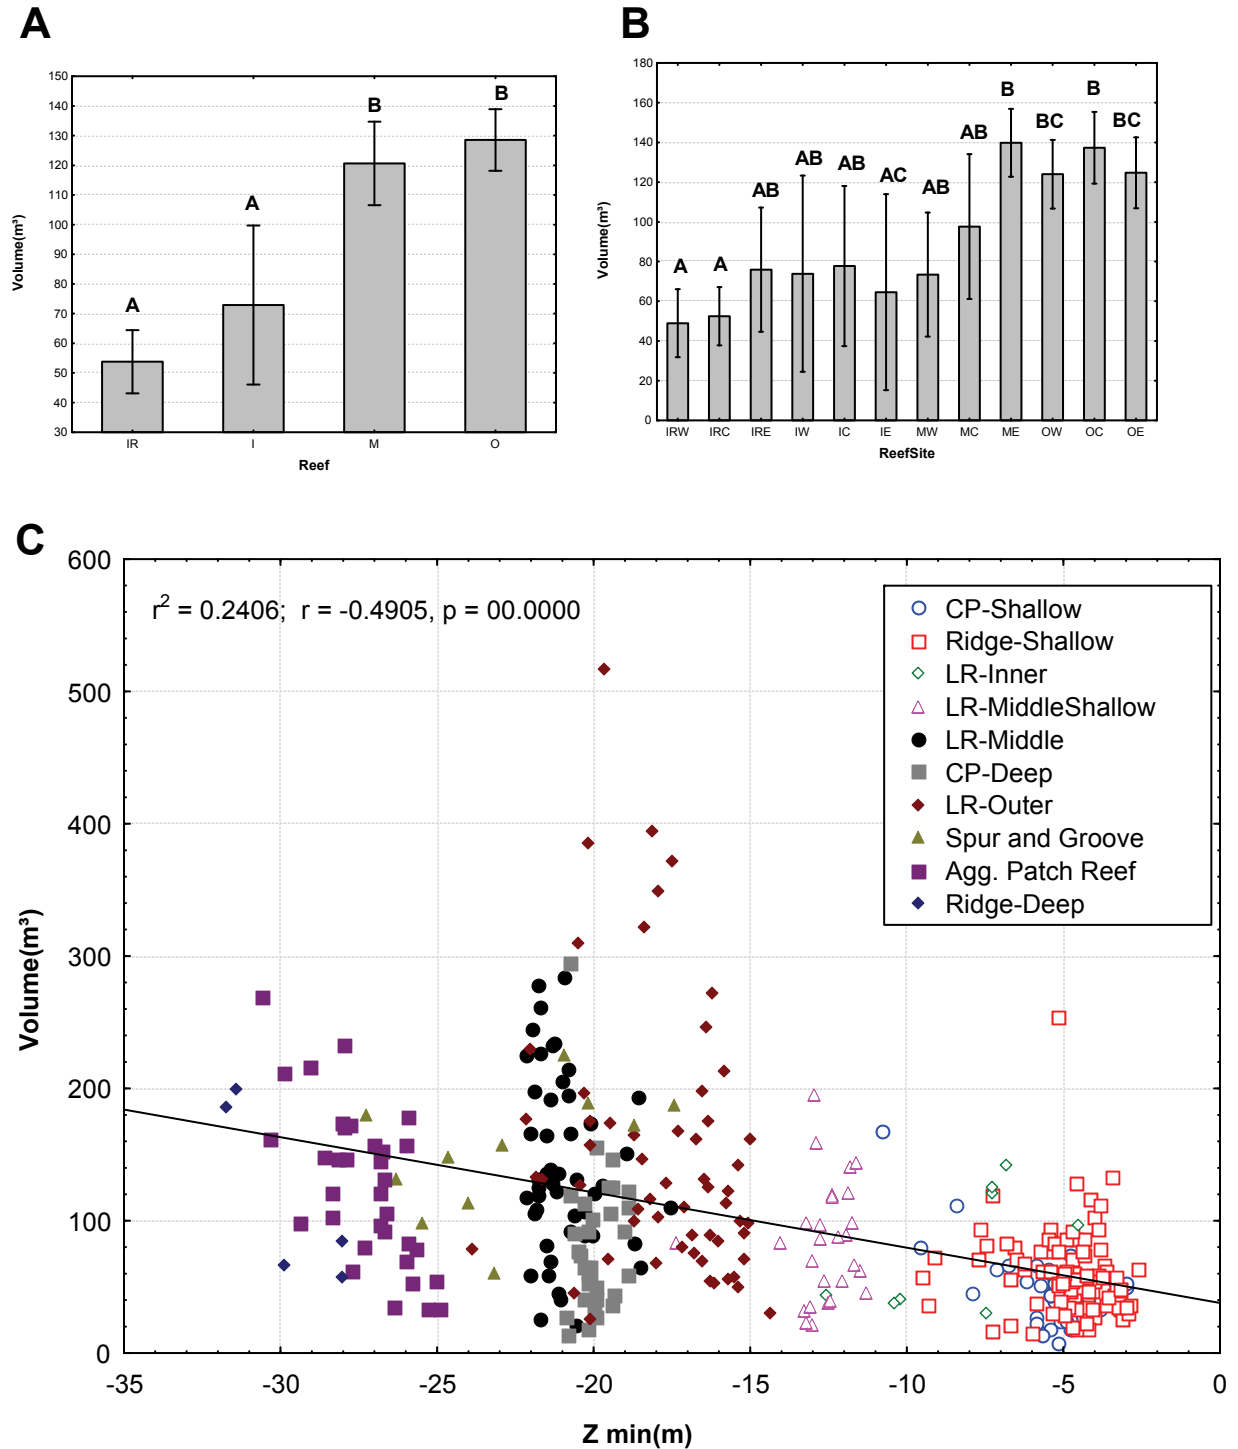 A
B
150
140
130
120
110
100
90
80
70
60
50
40
30
Volume(m³)
A
A
B
B
IR
I
M
O
Reef
180
160
140
120
100
80
60
40
20
0
Volume(m³)
A
A
AB
AB
AB
AC
AB
AB
B
BC
B
BC
IRW
IRC
IRE
IW
IC
IE
MW
MC
ME
OW
OC
OE
ReefSite
C
r² = 0.2406; r = -0.4905, p = 00.0000
CP-Shallow
Ridge-Shallow
LR-Inner
LR-MiddleShallow
LR-Middle
CP-Deep
LR-Outer
Spur and Groove
Agg. Patch Reef
Ridge-Deep
600
500
400
300
200
100
0
Volume(m³)
-35
-30
-25
-20
-15
-10
-5
0
Z min(m)